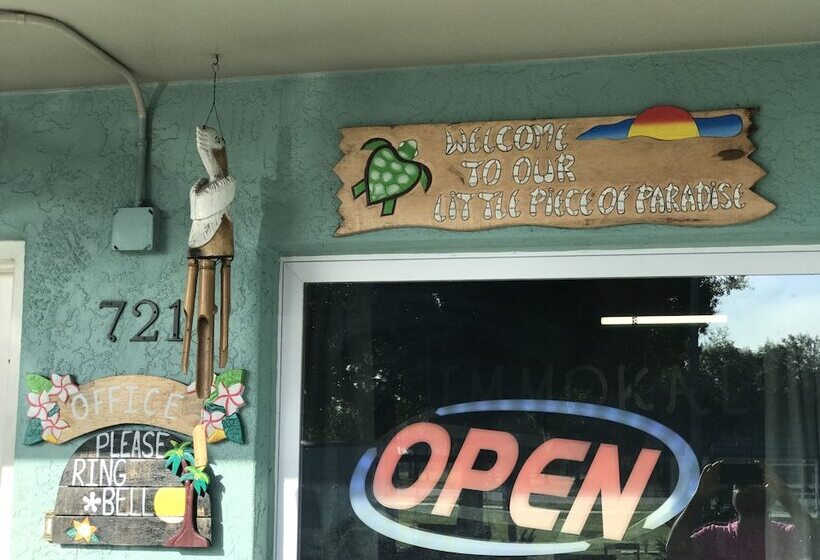 WELCOME
TO OUR
LITTLE PIECE OF PARADISE
721
OFFICE
PLEASE
RING
*BELL
OPEN